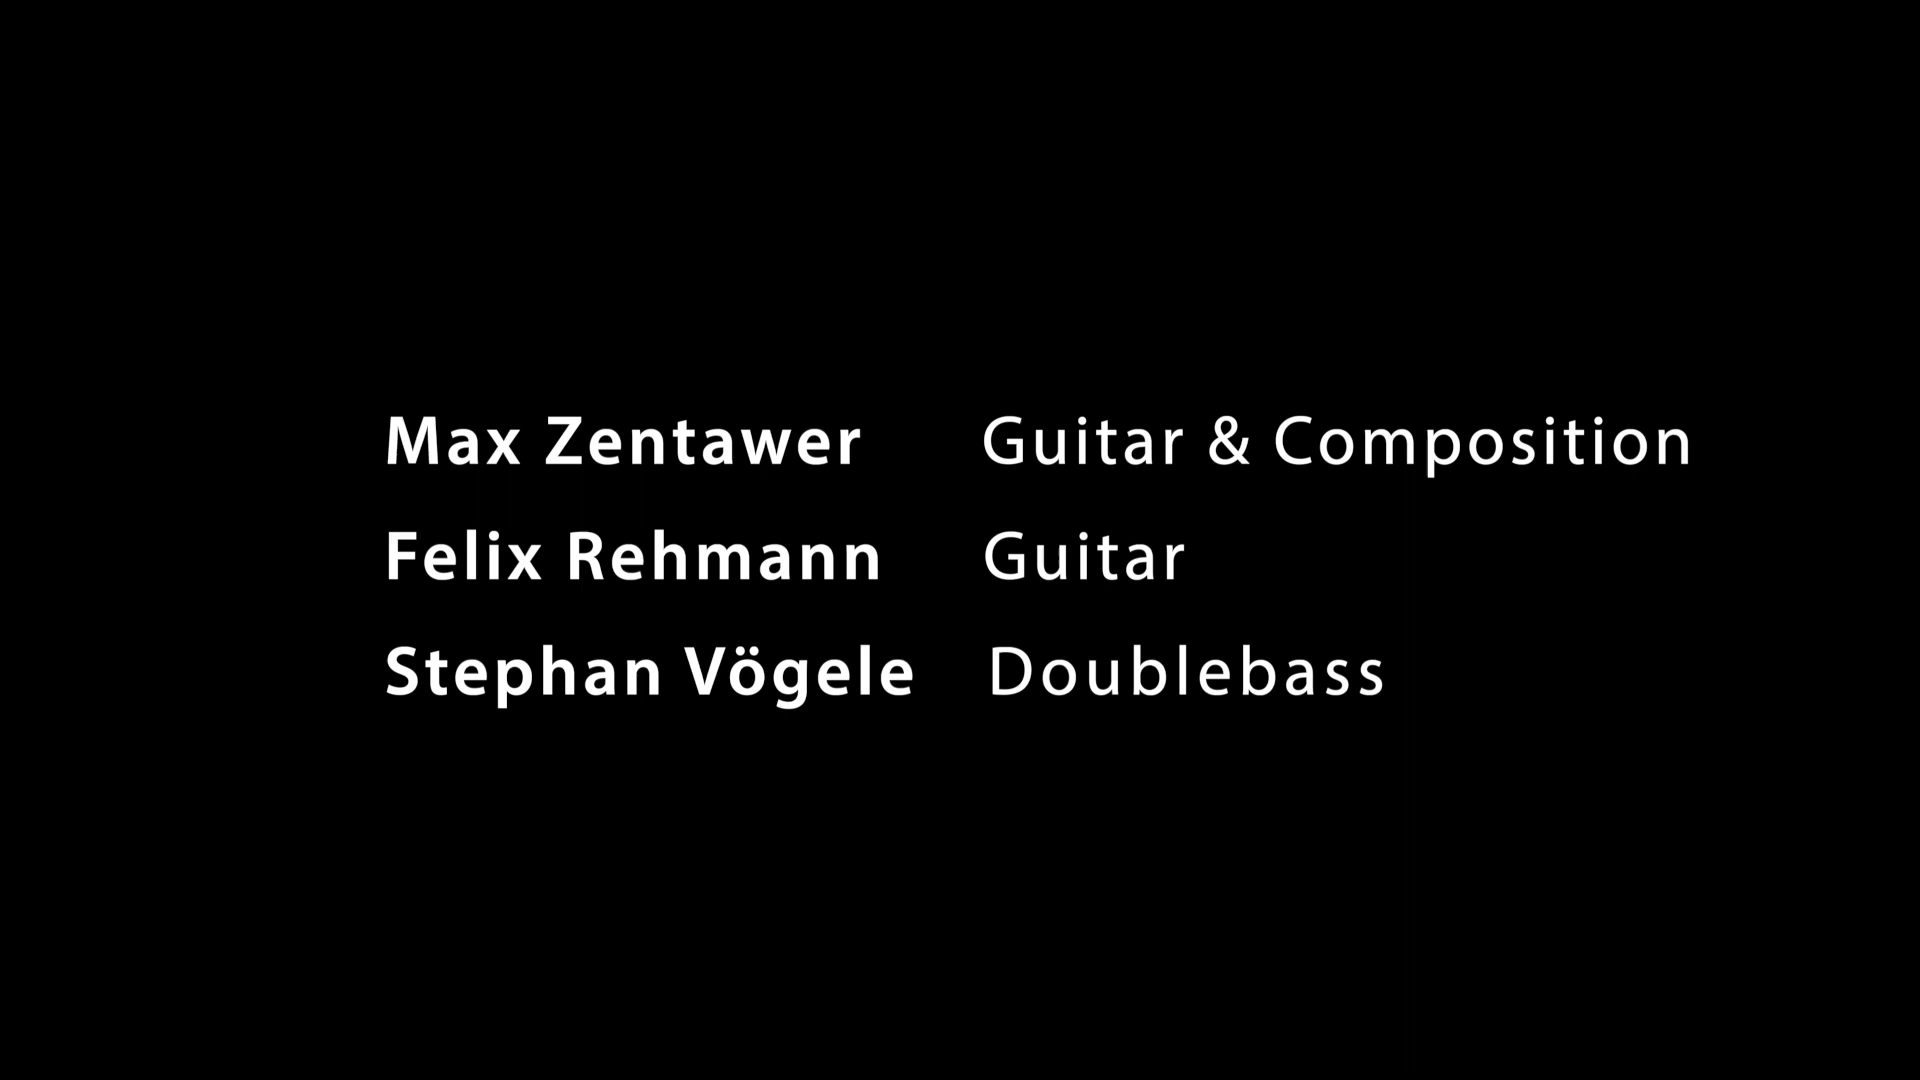 Max Zentawer Guitar & Composition
Felix Rehmann Guitar
Stephan Vögele Doublebass